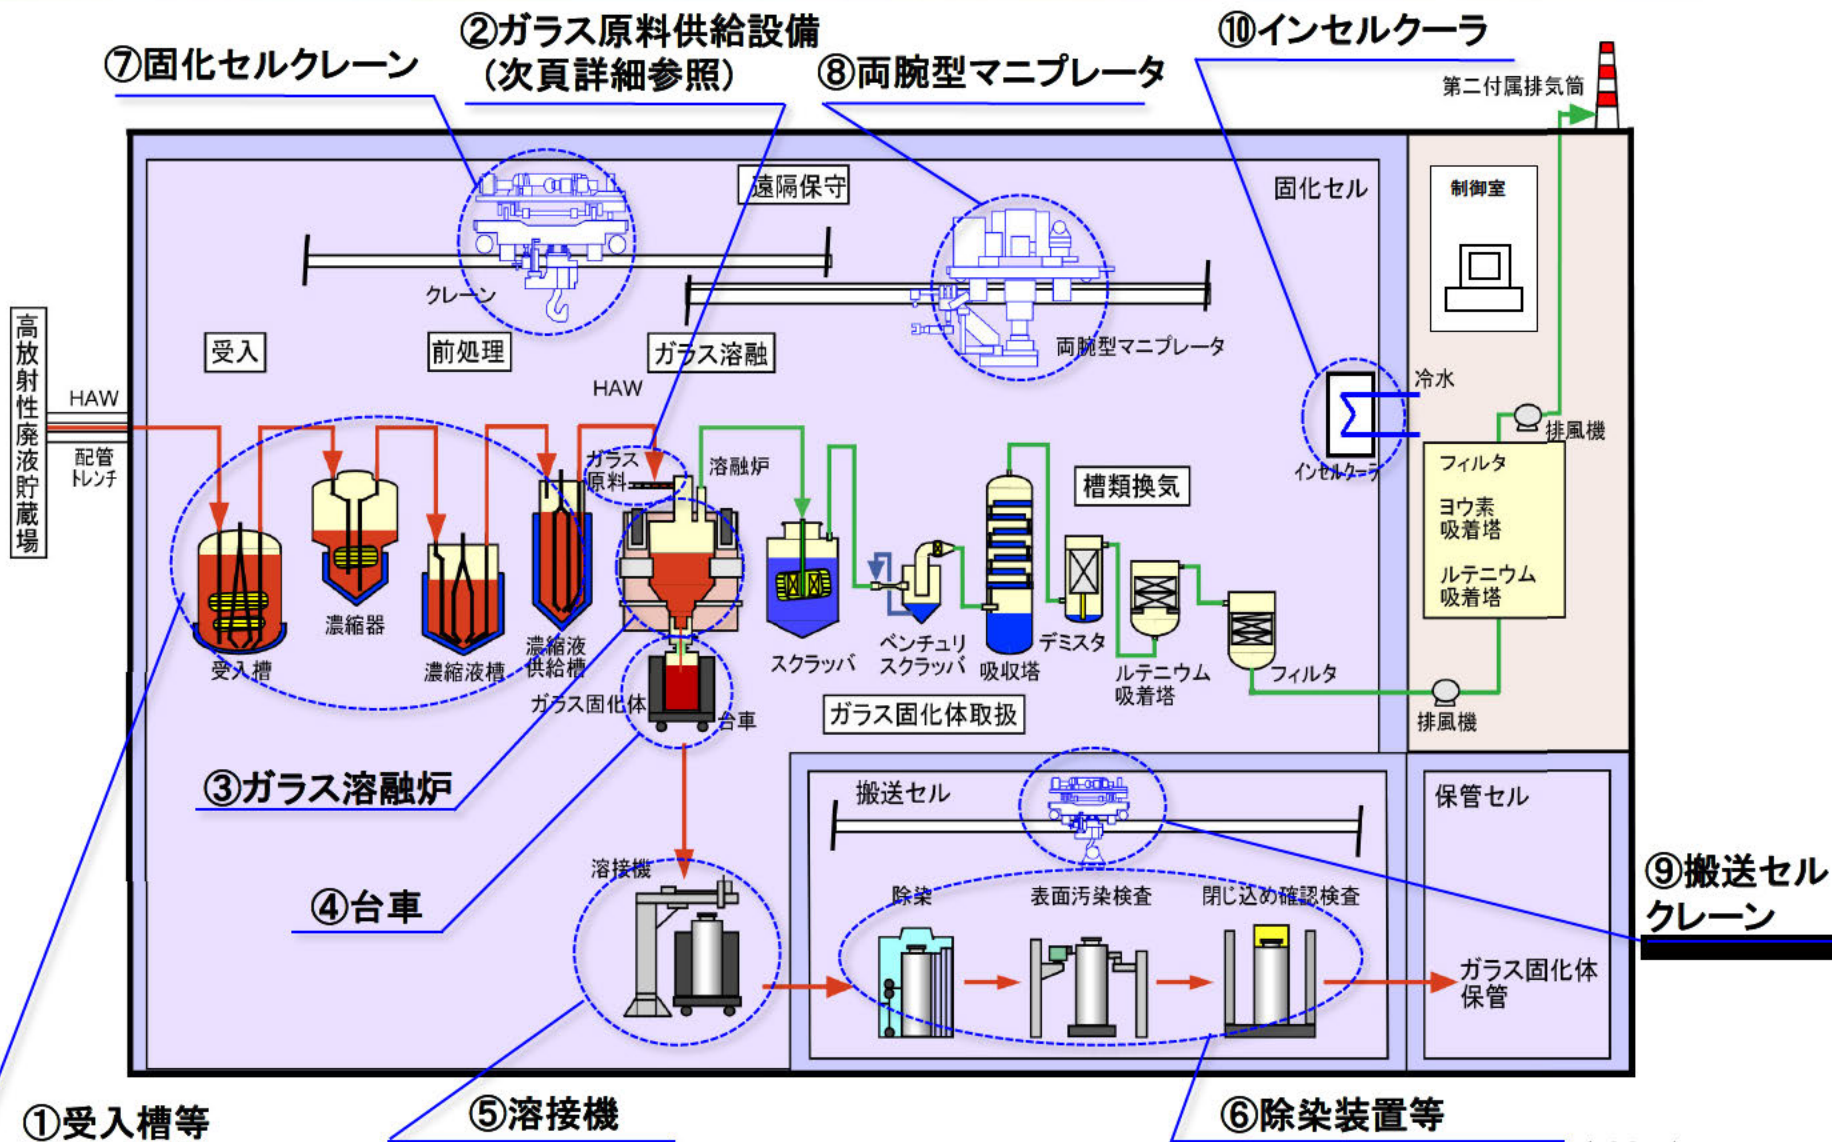 ②ガラス原料供給設備
(次頁詳細参照)
⑦固化セルクレーン
⑧両腕型マニプレータ
⑩インセルクーラ
第二付属排気筒
遠隔保守
固化セル
制御室
クレーン
両腕型マニプレータ
受入
前処理
ガラス溶融
HAW
高放射性廃液貯蔵場
HAW
配管
トレンチ
冷水
排風機
インセルクーラ
ガラス
原料
溶融炉
槽類換気
フィルタ
ヨウ素
吸着塔
ルテニウム
吸着塔
受入槽
濃縮器
濃縮液槽
濃縮液
供給槽
スクラッバ
ベンチュリ
スクラッバ
吸収塔
デミスタ
ルテニウム
吸着塔
フィルタ
排風機
ガラス固化体
台車
ガラス固化体取扱
③ガラス溶融炉
搬送セル
保管セル
④台車
溶接機
除染
表面汚染検査
閉じ込め確認検査
⑨搬送セル
クレーン
ガラス固化体
保管
①受入槽等
⑤溶接機
⑥除染装置等